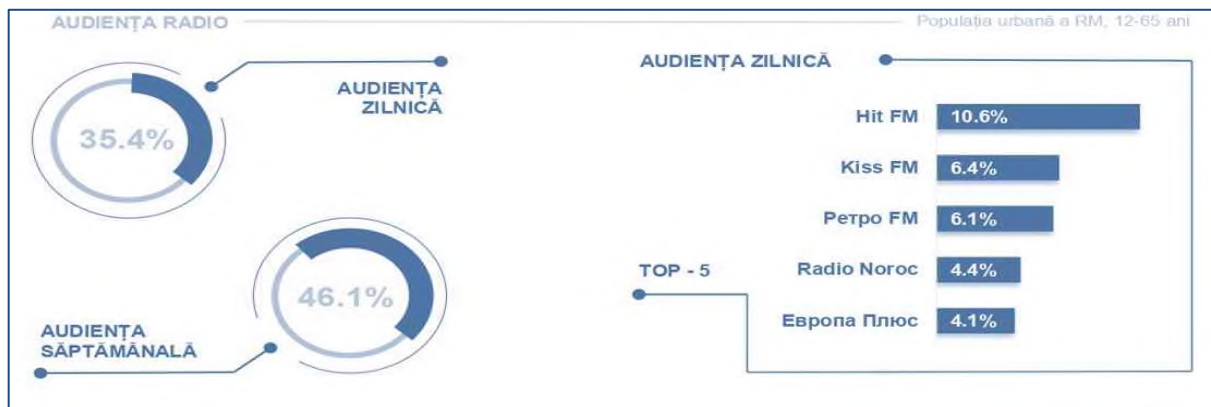 AUDIENȚA RADIO
Populația urbană a RM, 12-65 ani
35.4%
AUDIENȚA
ZILNICĂ
46.1%
AUDIENȚA
SĂPTĂMÂNALĂ
AUDIENȚA ZILNICĂ
Hit FM 10.6%
Kiss FM 6.4%
Ретро FM 6.1%
Radio Noroc 4.4%
Европа Плюс 4.1%
TOP - 5